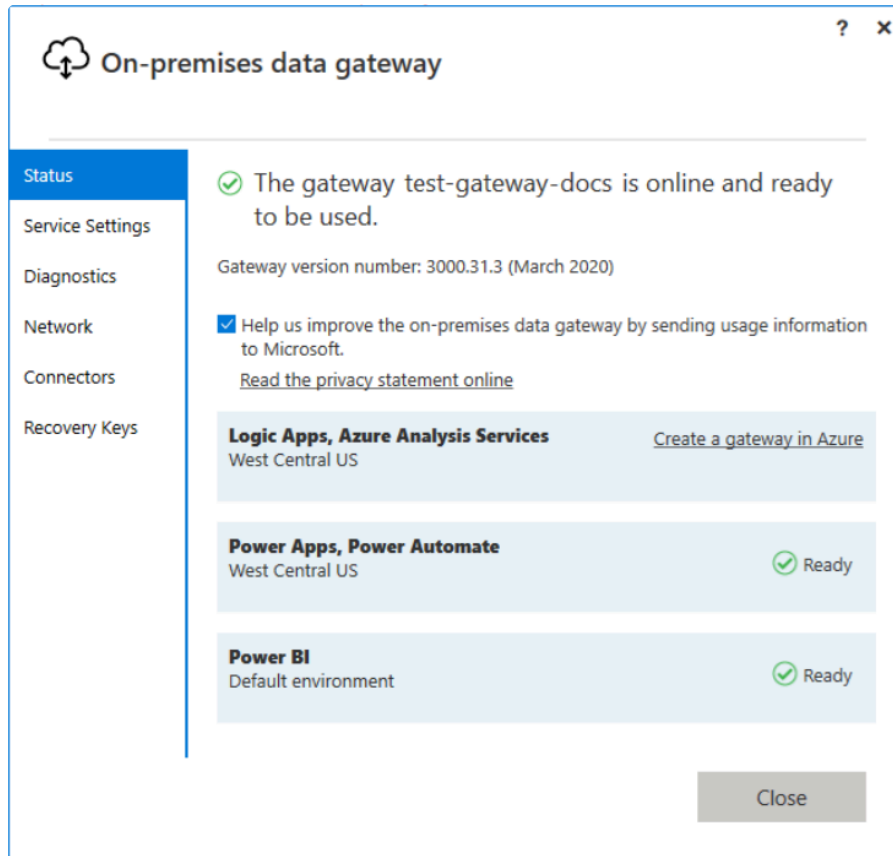 ? ×
On-premises data gateway
Status
Service Settings
Diagnostics
Network
Connectors
Recovery Keys
The gateway test-gateway-docs is online and ready
to be used.
Gateway version number: 3000.31.3 (March 2020)
Help us improve the on-premises data gateway by sending usage information
to Microsoft.
Read the privacy statement online
Logic Apps, Azure Analysis Services
Create a gateway in Azure
West Central US
Power Apps, Power Automate
West Central US
Ready
Power BI
Default environment
Ready
Close